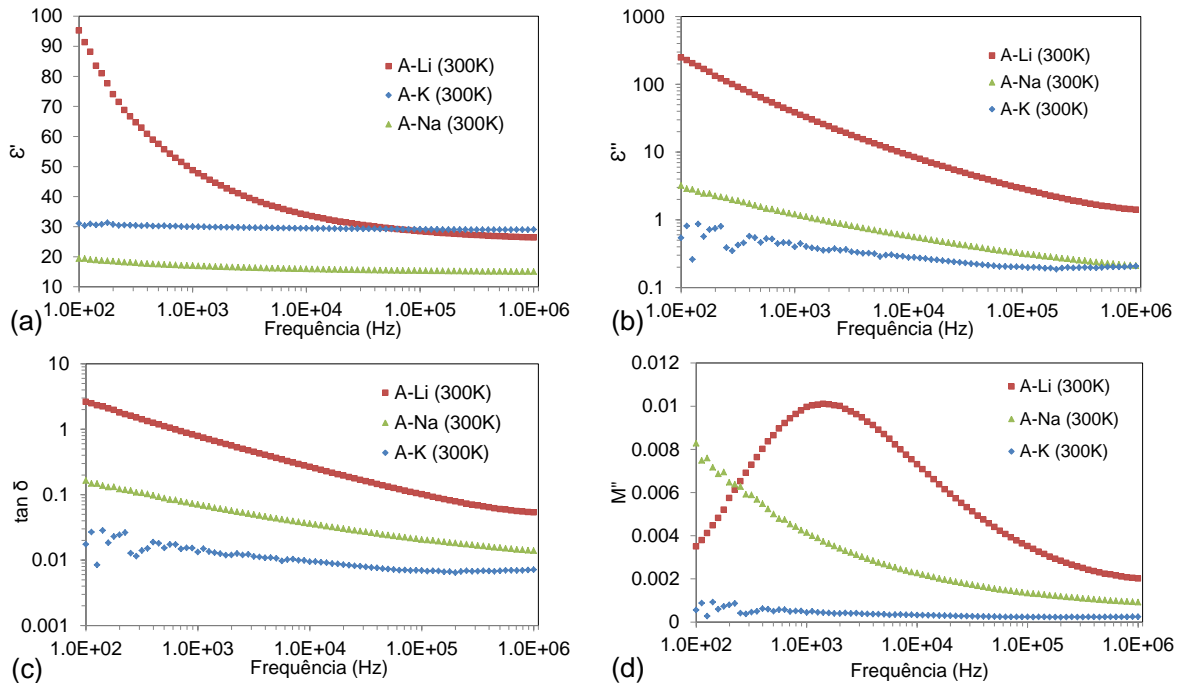 100
90
80
70
60
50
40
30
20
10
ε'
A-Li (300K)
A-K (300K)
A-Na (300K)
1.0E+02 1.0E+03 1.0E+04 1.0E+05 1.0E+06
Frequência (Hz)
(a)
1000
100
10
1
0.1
ε''
A-Li (300K)
A-Na (300K)
A-K (300K)
1.0E+02 1.0E+03 1.0E+04 1.0E+05 1.0E+06
Frequência (Hz)
(b)
10
1
0.1
0.01
0.001
tan δ
A-Li (300K)
A-Na (300K)
A-K (300K)
1.0E+02 1.0E+03 1.0E+04 1.0E+05 1.0E+06
Frequência (Hz)
(c)
0.012
0.01
0.008
0.006
0.004
0.002
0
M''
A-Li (300K)
A-Na (300K)
A-K (300K)
1.0E+02 1.0E+03 1.0E+04 1.0E+05 1.0E+06
Frequência (Hz)
(d)